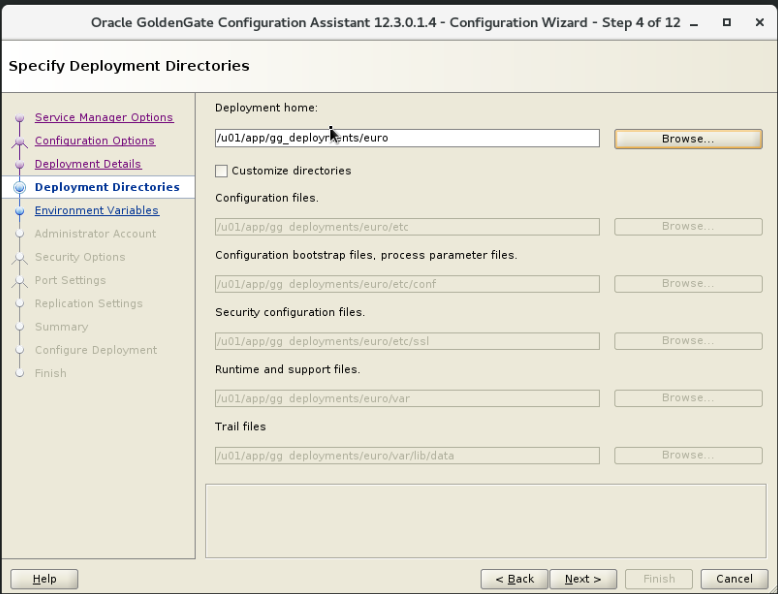 Oracle GoldenGate Configuration Assistant 12.3.0.1.4 - Configuration Wizard - Step 4 of 12
Specify Deployment Directories
Service Manager Options
Configuration Options
Deployment Details
Deployment Directories
Environment Variables
Administrator Account
Security Options
Port Settings
Replication Settings
Summary
Configure Deployment
Finish
Deployment home:
/u01/app/gg_deployments/euro
Browse...
Customize directories
Configuration files.
/u01/app/gg_deployments/euro/etc
Browse...
Configuration bootstrap files, process parameter files.
/u01/app/gg_deployments/euro/etc/conf
Browse...
Security configuration files.
/u01/app/gg_deployments/euro/etc/ssl
Browse...
Runtime and support files.
/u01/app/gg_deployments/euro/var
Browse...
Trail files
/u01/app/gg_deployments/euro/var/lib/data
Browse...
Help
< Back
Next >
Finish
Cancel